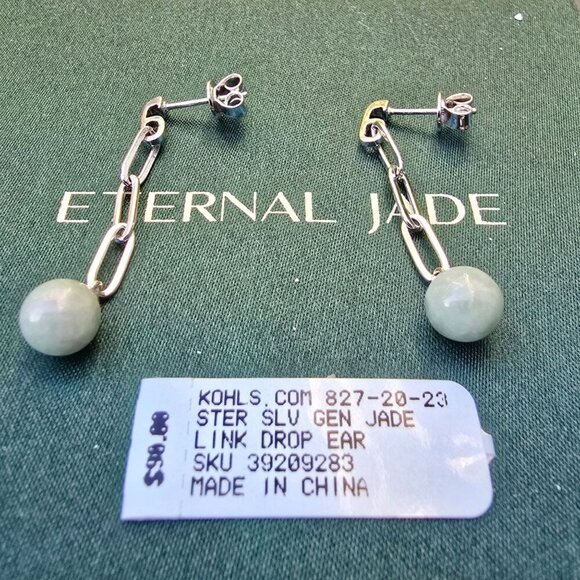 ETERNAL JADE
KOHLS.COM 827-20-23
STER SLV GEN JADE
LINK DROP EAR
SKU 39209283
MADE IN CHINA
$90.00